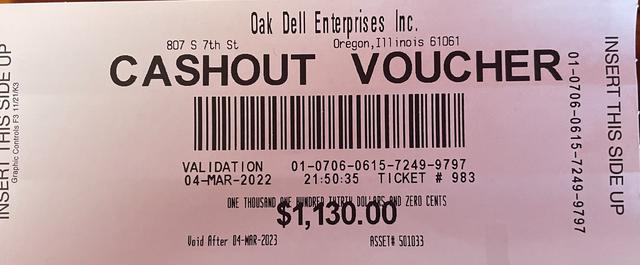 Oak Dell Enterprises Inc.
807 S 7th St Oregon,Illinois 61061
CASHOUT VOUCHER
VALIDATION 01-0706-0615-7249-9797
04-MAR-2022 21:50:35 TICKET # 983
ONE THOUSAND ONE HUNDRED THIRTY DOLLARS AND ZERO CENTS
$1,130.00
Void After 04-MAR-2023 ASSET# 501033
INSERT THIS SIDE UP
Graphic Controls F3 11/21/K3
01-0706-0615-7249-9797
INSERT THIS SIDE UP